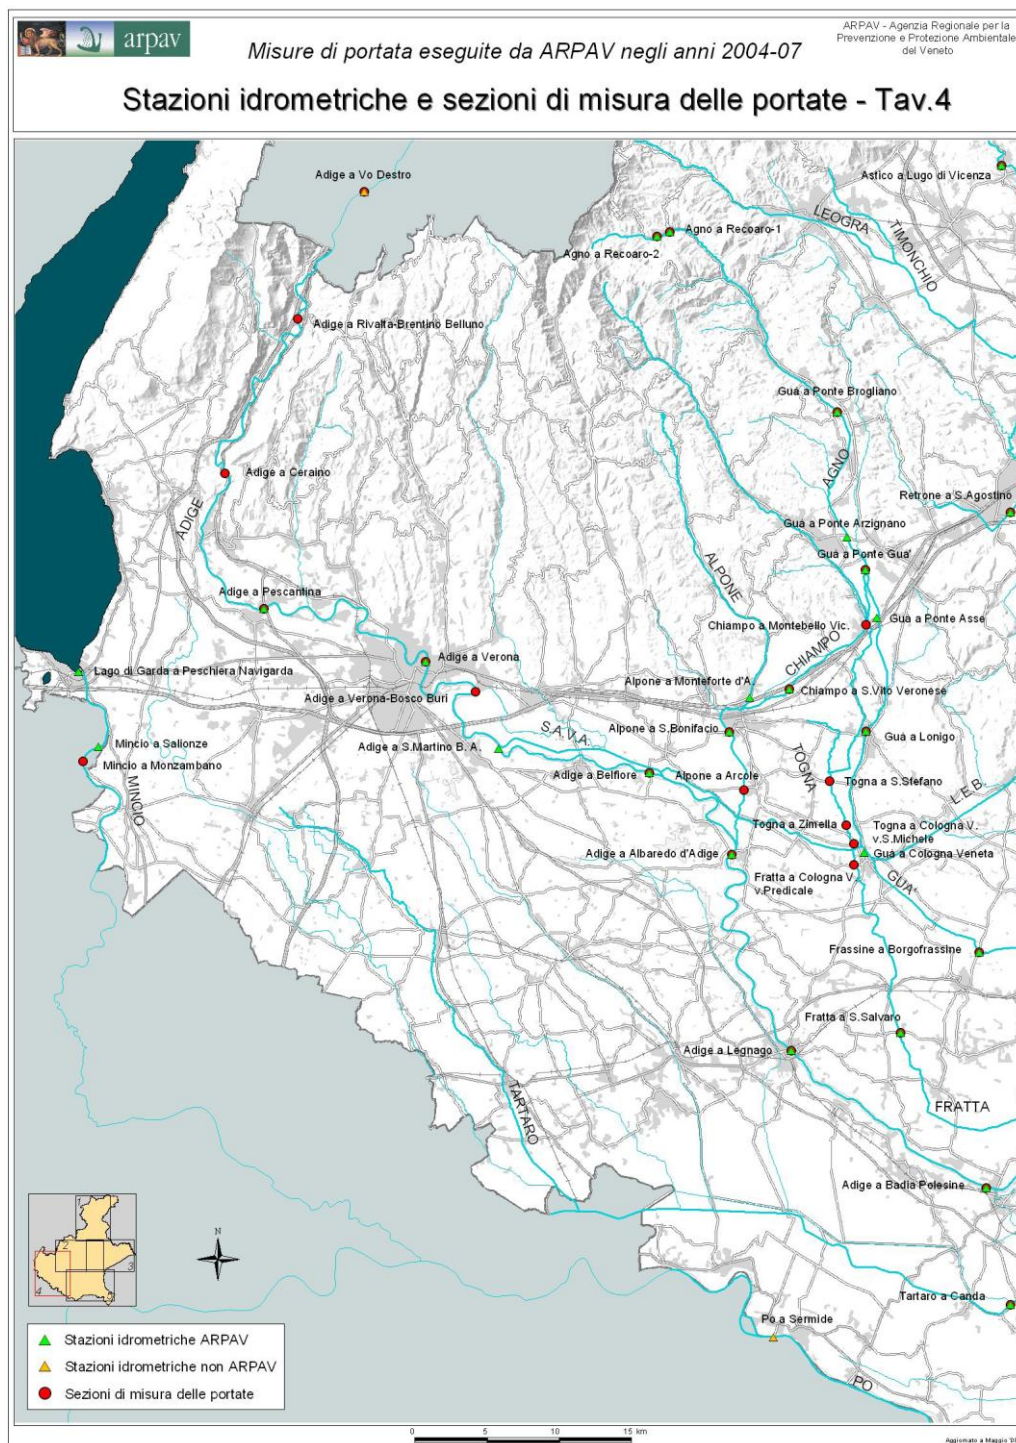 arpav
Misure di portata eseguite da ARPAV negli anni 2004-07
ARPAV - Agenzia Regionale per la
Prevenzione e Protezione Ambientale
del Veneto
Stazioni idrometriche e sezioni di misura delle portate - Tav.4
Adige a Vo Destro
Astico a Lugo di Vicenza
LEOGRA
TIMONCHIO
Agno a Recoaro-1
Agno a Recoaro-2
Adige a Rivalta-Brentino Belluno
Guà a Ponte Brogliano
Adige a Ceraino
AGNO
Retrone a S.Agostino
ADIGE
Guà a Ponte Arzignano
Guà a Ponte Gua'
ALPONE
Adige a Pescantina
Guà a Ponte Asse
Chiampo a Montebello Vic.
CHIAMPO
Adige a Verona
Lago di Garda a Peschiera Navigarda
Alpone a Monteforte d'A.
Chiampo a S.Vito Veronese
Adige a Verona-Bosco Buri
S.A.V.A.
Alpone a S.Bonifacio
Guà a Lonigo
Mincio a Salionze
Adige a S.Martino B. A.
TOGNA
Mincio a Monzambano
Adige a Belfiore
Alpone a Arcole
Togna a S.Stefano
MINCIO
L.E.B.
Togna a Zimella
Togna a Cologna V.
v.S.Michele
Adige a Albaredo d'Adige
Guà a Cologna Veneta
Fratta a Cologna V.
v.Predicale
GUA'
Frassine a Borgofrassine
Fratta a S.Salvaro
Adige a Legnago
TARTARO
FRATTA
Adige a Badia Polesine
1
2
3
4
N
Tartaro a Canda
Po a Sermide
Stazioni idrometriche ARPAV
Stazioni idrometriche non ARPAV
Sezioni di misura delle portate
PO
0 5 10 15 km